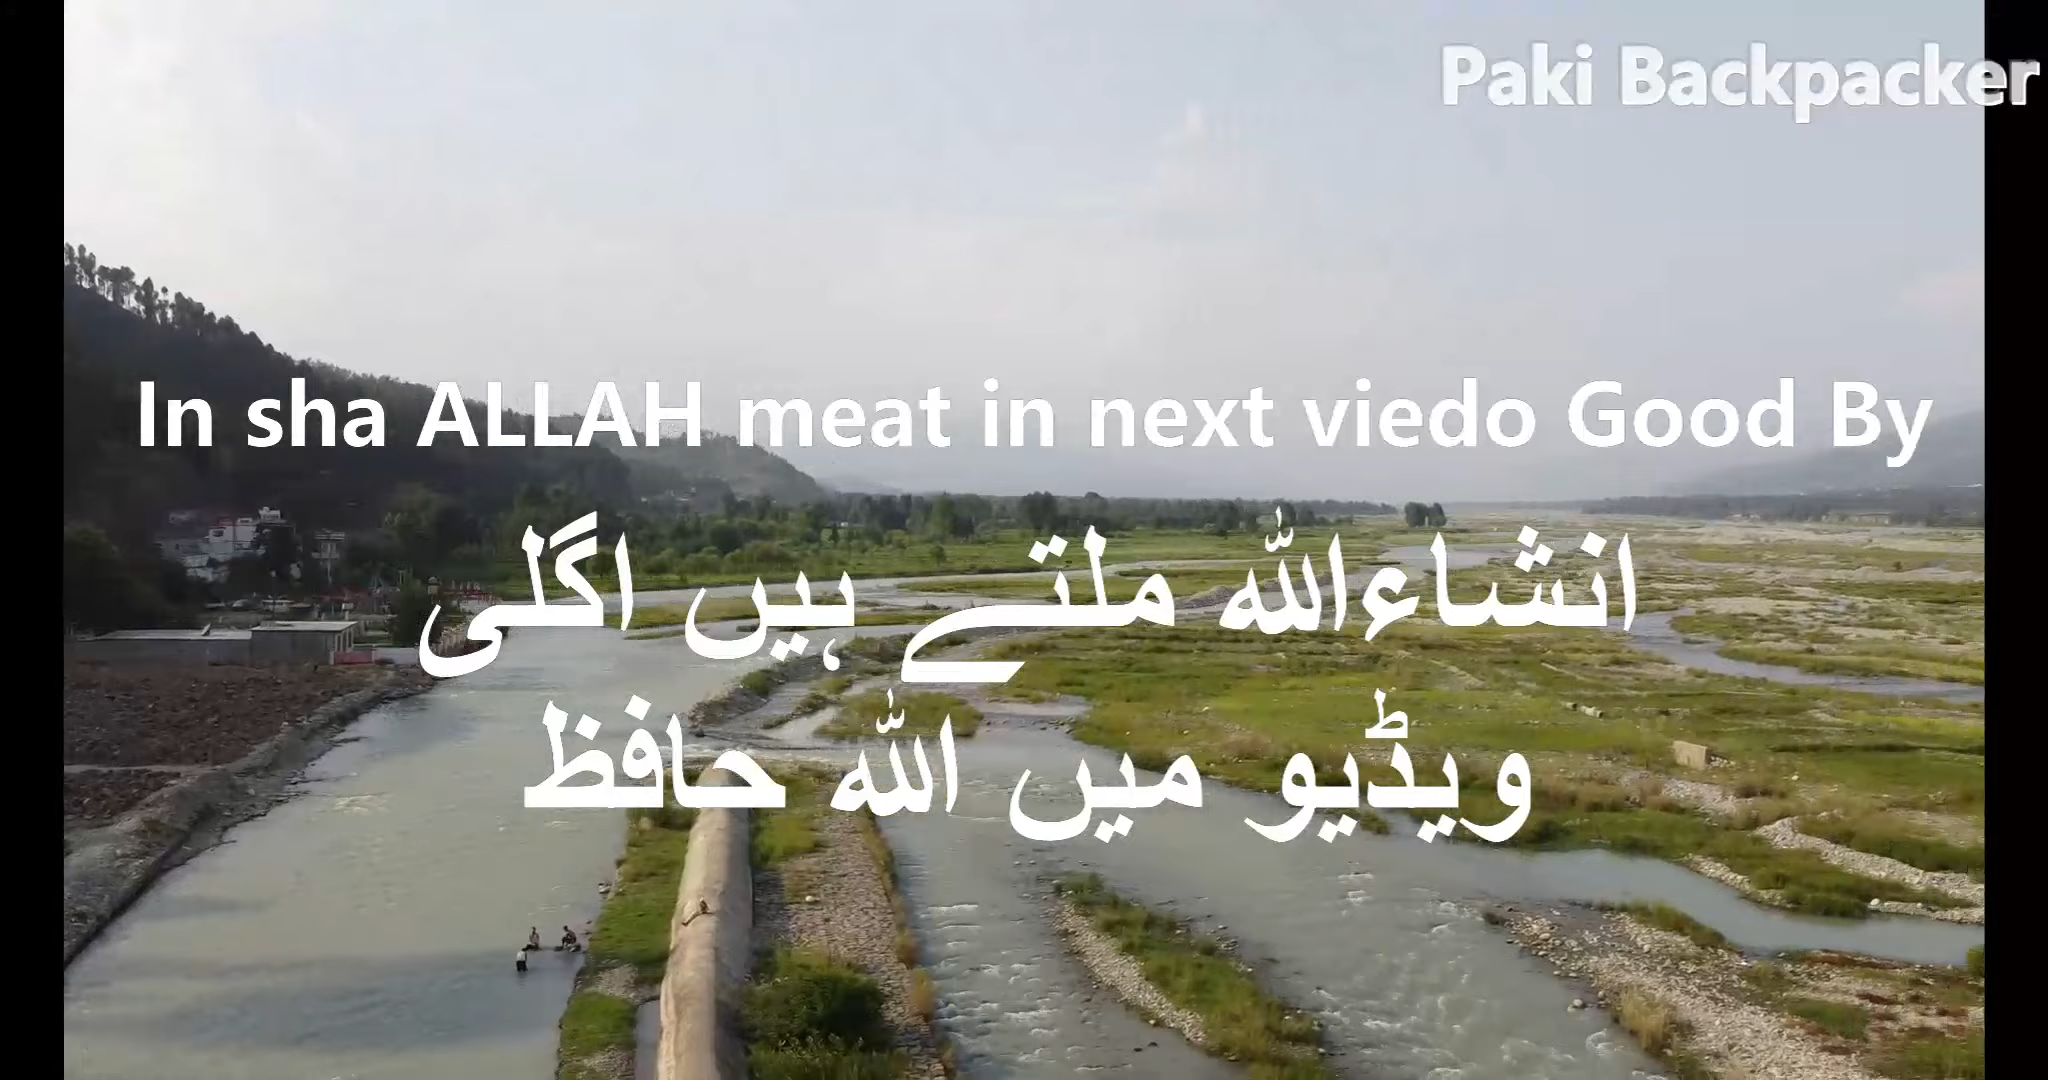 Paki Backpacker
In sha ALLAH meat in next viedo Good By
انشاءاللہ ملتے ہیں اگلی
ویڈیو میں اللہ حافظ